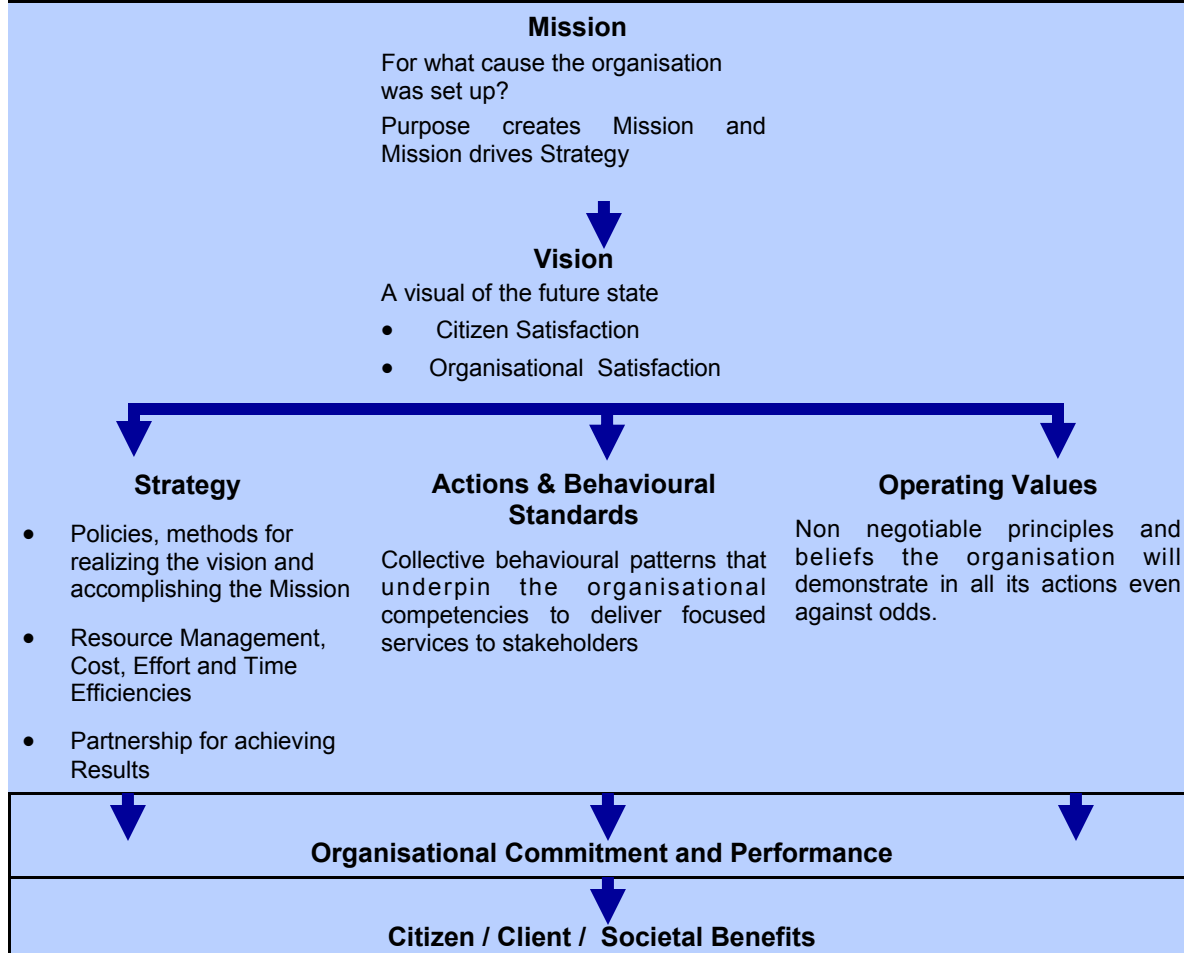 Mission
For what cause the organisation
was set up?
Purpose creates Mission and
Mission drives Strategy
Vision
A visual of the future state
• Citizen Satisfaction
• Organisational Satisfaction
Strategy
• Policies, methods for
realizing the vision and
accomplishing the Mission
• Resource Management,
Cost, Effort and Time
Efficiencies
• Partnership for achieving
Results
Actions & Behavioural
Standards
Collective behavioural patterns that
underpin the organisational
competencies to deliver focused
services to stakeholders
Operating Values
Non negotiable principles and
beliefs the organisation will
demonstrate in all its actions even
against odds.
Organisational Commitment and Performance
Citizen / Client / Societal Benefits